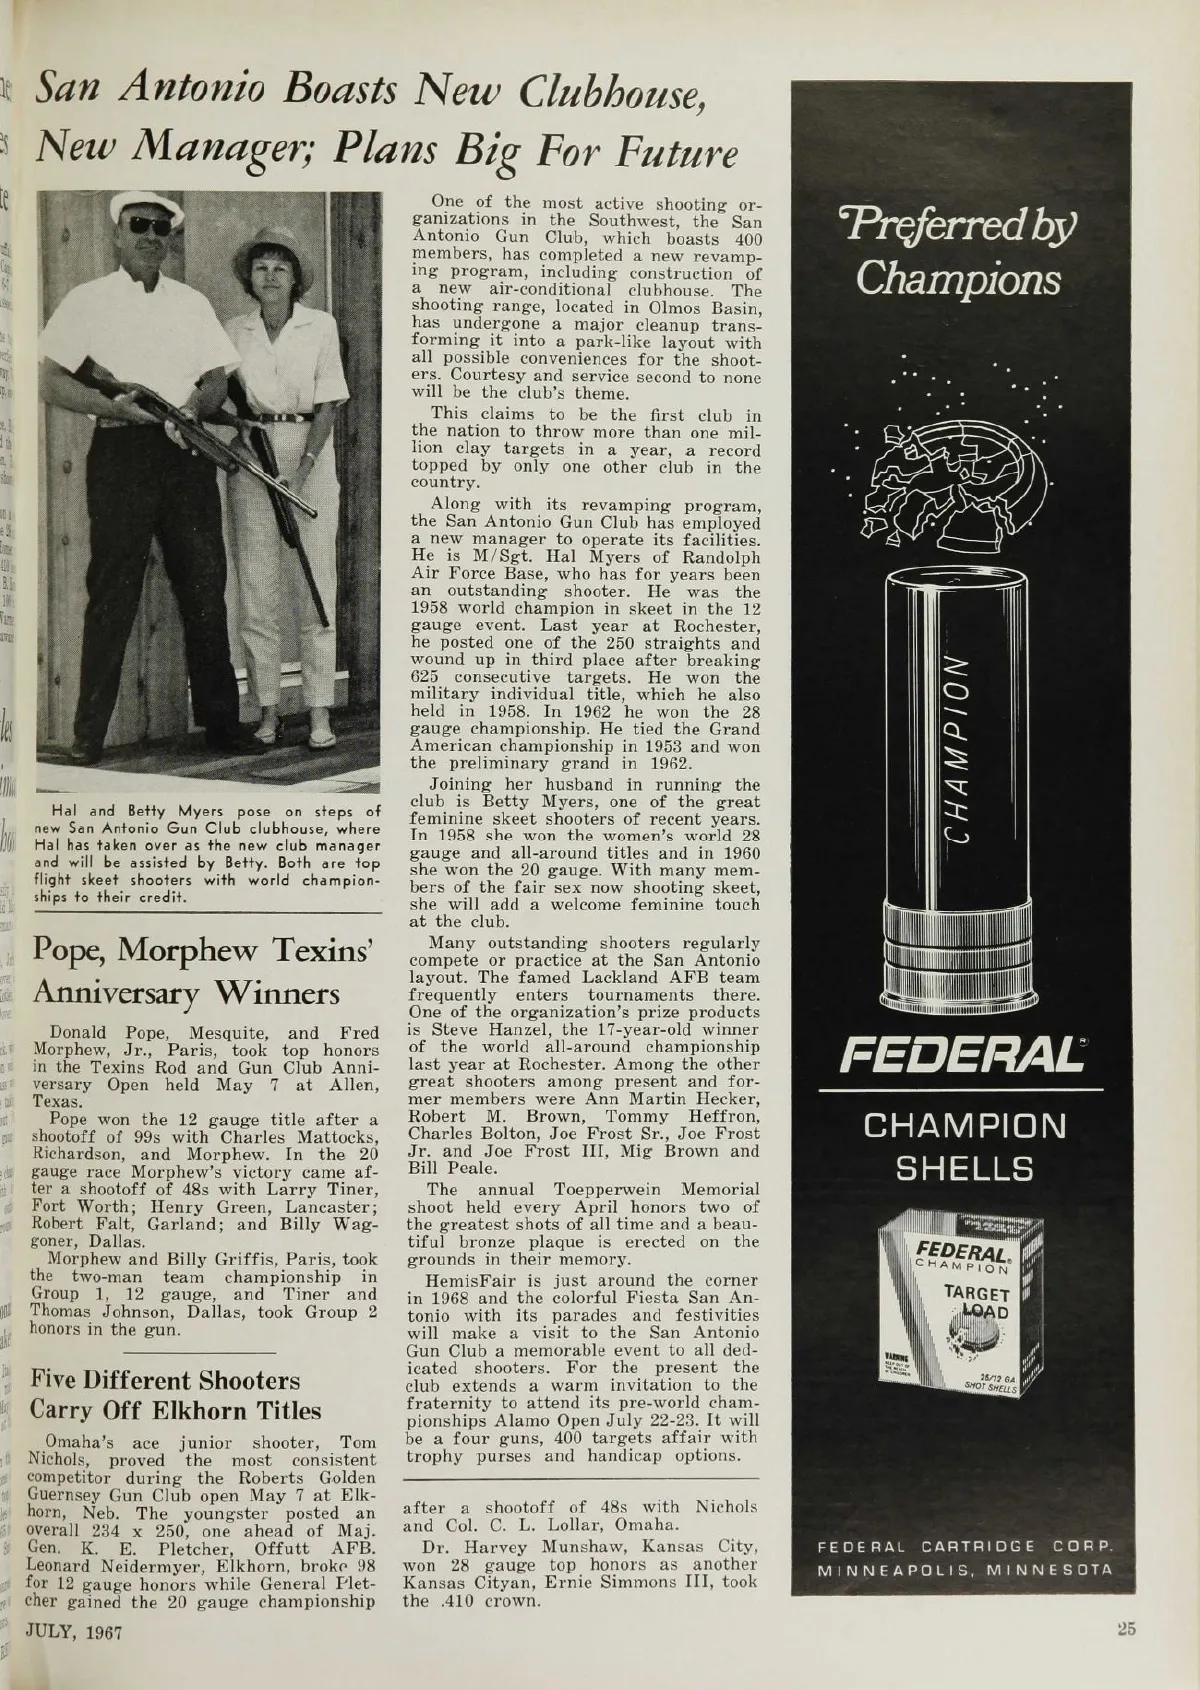 San Antonio Boasts New Clubhouse,
New Manager; Plans Big For Future
Hal and Betty Myers pose on steps of
new San Antonio Gun Club clubhouse, where
Hal has taken over as the new club manager
and will be assisted by Betty. Both are top
flight skeet shooters with world champion-
ships to their credit.
Pope, Morphew Texins'
Anniversary Winners
Donald Pope, Mesquite, and Fred
Morphew, Jr., Paris, took top honors
in the Texins Rod and Gun Club Anni-
versary Open held May 7 at Allen,
Texas.
Pope won the 12 gauge title after a
shootoff of 99s with Charles Mattocks,
Richardson, and Morphew. In the 20
gauge race Morphew's victory came af-
ter a shootoff of 48s with Larry Tiner,
Fort Worth; Henry Green, Lancaster;
Robert Falt, Garland; and Billy Wag-
goner, Dallas.
Morphew and Billy Griffis, Paris, took
the two-man team championship in
Group 1, 12 gauge, and Tiner and
Thomas Johnson, Dallas, took Group 2
honors in the gun.
Five Different Shooters
Carry Off Elkhorn Titles
Omaha's ace junior shooter, Tom
Nichols, proved the most consistent
competitor during the Roberts Golden
Guernsey Gun Club open May 7 at Elk-
horn, Neb. The youngster posted an
overall 234 x 250, one ahead of Maj.
Gen. K. E. Pletcher, Offutt AFB.
Leonard Neidermyer, Elkhorn, broke 98
for 12 gauge honors while General Plet-
cher gained the 20 gauge championship
One of the most active shooting or-
ganizations in the Southwest, the San
Antonio Gun Club, which boasts 400
members, has completed a new revamp-
ing program, including construction of
a new air-conditional clubhouse. The
shooting range, located in Olmos Basin,
has undergone a major cleanup trans-
forming it into a park-like layout with
all possible conveniences for the shoot-
ers. Courtesy and service second to none
will be the club's theme.
This claims to be the first club in
the nation to throw more than one mil-
lion clay targets in a year, a record
topped by only one other club in the
country.
Along with its revamping program,
the San Antonio Gun Club has employed
a new manager to operate its facilities.
He is M/Sgt. Hal Myers of Randolph
Air Force Base, who has for years been
an outstanding shooter. He was the
1958 world champion in skeet in the 12
gauge event. Last year at Rochester,
he posted one of the 250 straights and
wound up in third place after breaking
625 consecutive targets. He won the
military individual title, which he also
held in 1958. In 1962 he won the 28
gauge championship. He tied the Grand
American championship in 1953 and won
the preliminary grand in 1962.
Joining her husband in running the
club is Betty Myers, one of the great
feminine skeet shooters of recent years.
In 1958 she won the women's world 28
gauge and all-around titles and in 1960
she won the 20 gauge. With many mem-
bers of the fair sex now shooting skeet,
she will add a welcome feminine touch
at the club.
Many outstanding shooters regularly
compete or practice at the San Antonio
layout. The famed Lackland AFB team
frequently enters tournaments there.
One of the organization's prize products
is Steve Hanzel, the 17-year-old winner
of the world all-around championship
last year at Rochester. Among the other
great shooters among present and for-
mer members were Ann Martin Hecker,
Robert M. Brown, Tommy Heffron,
Charles Bolton, Joe Frost Sr., Joe Frost
Jr. and Joe Frost III, Mig Brown and
Bill Peale.
The annual Toepperwein Memorial
shoot held every April honors two of
the greatest shots of all time and a beau-
tiful bronze plaque is erected on the
grounds in their memory.
HemisFair is just around the corner
in 1968 and the colorful Fiesta San An-
tonio with its parades and festivities
will make a visit to the San Antonio
Gun Club a memorable event to all ded-
icated shooters. For the present the
club extends a warm invitation to the
fraternity to attend its pre-world cham-
pionships Alamo Open July 22-23. It will
be a four guns, 400 targets affair with
trophy purses and handicap options.
after a shootoff of 48s with Nichols
and Col. C. L. Lollar, Omaha.
Dr. Harvey Munshaw, Kansas City,
won 28 gauge top honors as another
Kansas Cityan, Ernie Simmons III, took
the .410 crown.
Preferred by
Champions
CHAMPION
FEDERAL®
CHAMPION
SHELLS
FEDERAL®
CHAMPION
TARGET
LOAD
WARNING
25/12 GA.
SHOT SHELLS
FEDERAL CARTRIDGE CORP.
MINNEAPOLIS, MINNESOTA
JULY, 1967
25